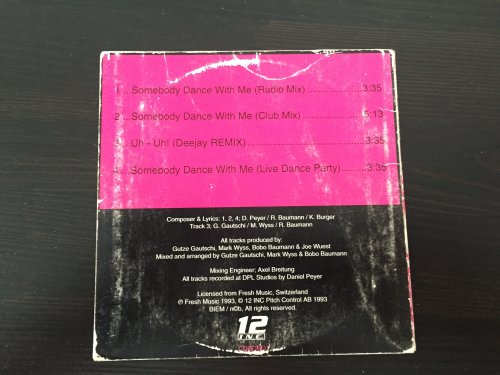 1 ...Somebody Dance With Me (Radio Mix)...................3:35
2 ...Somebody Dance With Me (Club Mix)....................5:13
3 ...Uh - Uh! (Deejay REMIX)......................................3:35
4 ...Somebody Dance With Me (Live Dance Party).........3:35
Composer & Lyrics: 1, 2, 4; D. Peyer / R. Baumann / K. Burger
Track 3; G. Gautschi / M. Wyss / R. Baumann
All tracks produced by:
Gutze Gautschi, Mark Wyss, Bobo Baumann & Joe Wuest
Mixed and arranged by Gutze Gautschi, Mark Wyss & Bobo Baumann
Mixing Engineer; Axel Breitung
All tracks recorded at DPL Studios by Daniel Peyer
Licensed from Fresh Music, Switzerland
℗ Fresh Music 1993, © 12 INC Pitch Control AB 1993
BIEM / n©b, All rights reserved.
12
INC.